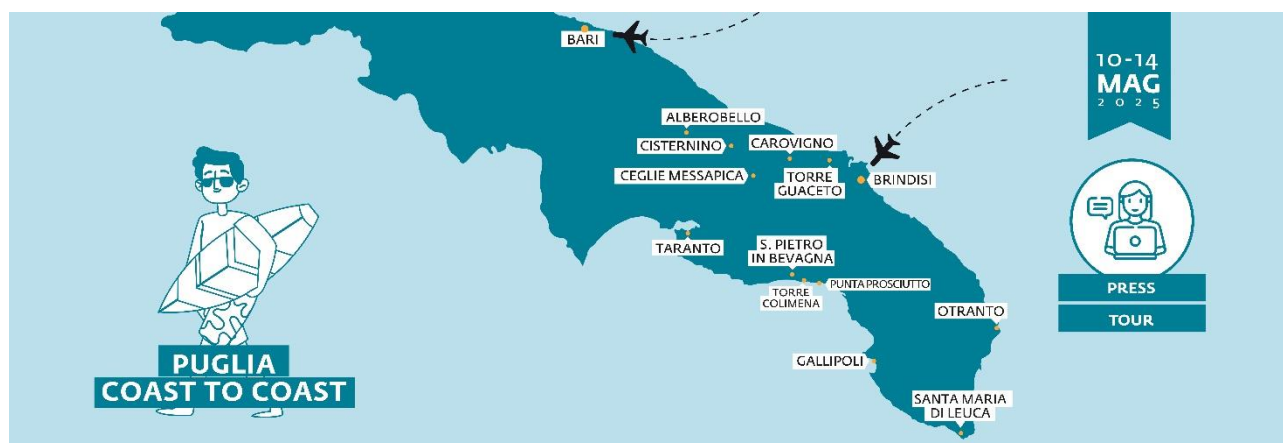 BARI
10-14
MAG
2025
ALBEROBELLO
CISTERNINO
CAROVIGNO
CEGLIE MESSAPICA
TORRE
GUACETO
BRINDISI
TARANTO
S. PIETRO
IN BEVAGNA
TORRE
COLIMENA
PUNTA PROSCIUTTO
OTRANTO
PRESS
TOUR
GALLIPOLI
SANTA MARIA
DI LEUCA
PUGLIA
COAST TO COAST